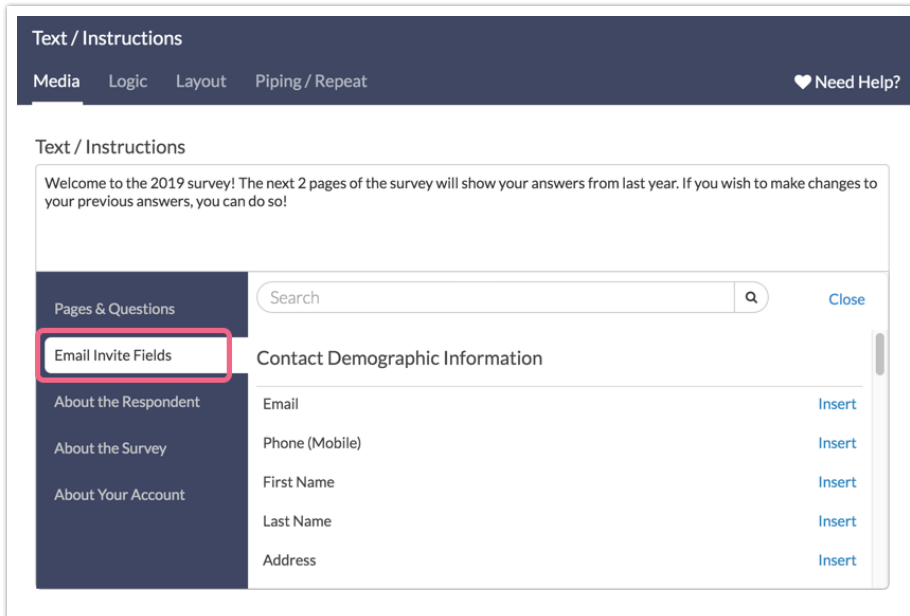 Text / Instructions
Media Logic Layout Piping / Repeat Need Help?
Text / Instructions
Welcome to the 2019 survey! The next 2 pages of the survey will show your answers from last year. If you wish to make changes to
your previous answers, you can do so!
Search Close
Pages & Questions
Email Invite Fields
About the Respondent
About the Survey
About Your Account
Contact Demographic Information
Email Insert
Phone (Mobile) Insert
First Name Insert
Last Name Insert
Address Insert